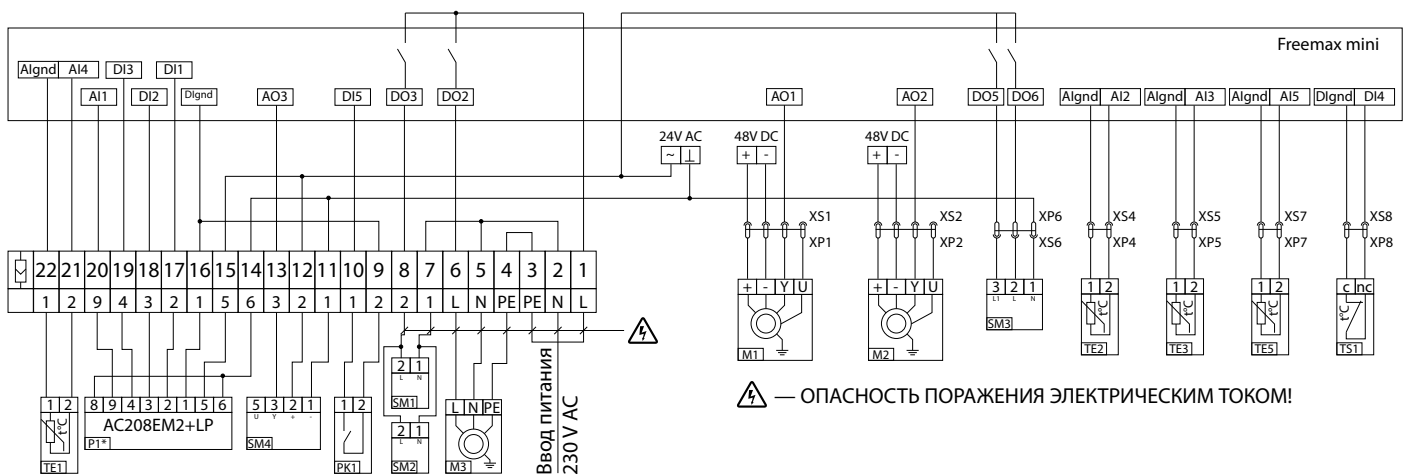 Freemax mini
AIgnd AI4 DI3 DI1
AI1 DI2 DIgnd AO3 DI5 DO3 DO2 AO1 AO2 DO5 DO6 AIgnd AI2 AIgnd AI3 AIgnd AI5 DIgnd DI4
24V AC 48V DC 48V DC
~ ⊥ + - + -
XS1 XS2 XP6 XS4 XS5 XS7 XS8
XP1 XP2 XS6 XP4 XP5 XP7 XP8
22 21 20 19 18 17 16 15 14 13 12 11 10 9 8 7 6 5 4 3 2 1
1 2 9 4 3 2 1 5 6 3 2 1 1 2 2 1 L N PE PE N L
+ - Y U + - Y U 3 2 1 1 2 1 2 1 2 c nc
L1 L N
SM3
t°C t°C t°C t°C
M1 M2 TE2 TE3 TE5 TS1
2 1
L N
SM1
1 2 8 9 4 3 2 1 5 6 5 3 2 1 1 2 L N PE
U Y + -
t°C AC208EM2+LP
2 1
L N
TE1 P1* SM4 PK1 SM2 M3
Ввод питания
230 V AC
— ОПАСНОСТЬ ПОРАЖЕНИЯ ЭЛЕКТРИЧЕСКИМ ТОКОМ!